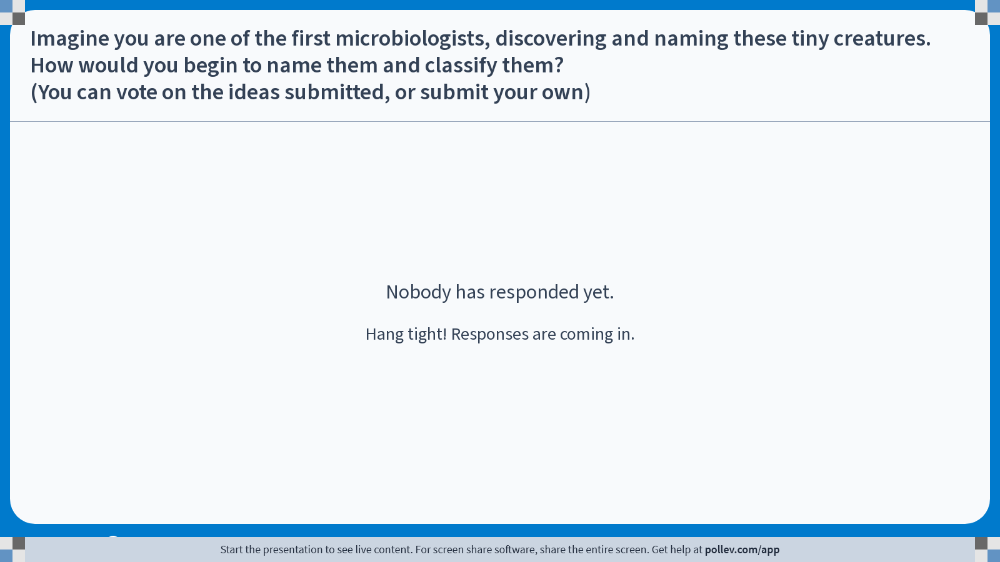 Imagine you are one of the first microbiologists, discovering and naming these tiny creatures.
How would you begin to name them and classify them?
(You can vote on the ideas submitted, or submit your own)
Nobody has responded yet.
Hang tight! Responses are coming in.
Start the presentation to see live content. For screen share software, share the entire screen. Get help at pollev.com/app